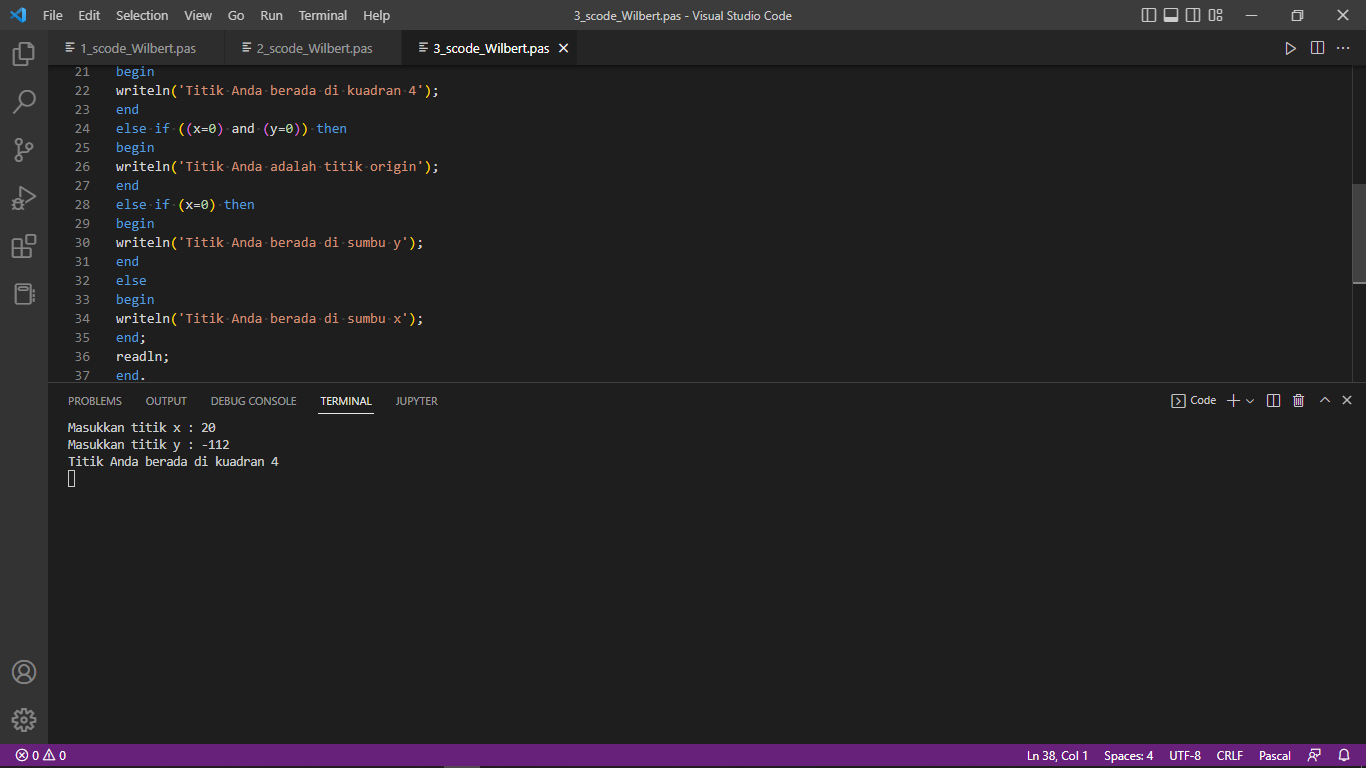 File Edit Selection View Go Run Terminal Help 3_scode_Wilbert.pas - Visual Studio Code
1_scode_Wilbert.pas 2_scode_Wilbert.pas 3_scode_Wilbert.pas
21 begin
22 writeln('Titik Anda berada di kuadran 4');
23 end
24 else if ((x=0) and (y=0)) then
25 begin
26 writeln('Titik Anda adalah titik origin');
27 end
28 else if (x=0) then
29 begin
30 writeln('Titik Anda berada di sumbu y');
31 end
32 else
33 begin
34 writeln('Titik Anda berada di sumbu x');
35 end;
36 readln;
37 end.
PROBLEMS OUTPUT DEBUG CONSOLE TERMINAL JUPYTER Code
Masukkan titik x : 20
Masukkan titik y : -112
Titik Anda berada di kuadran 4
0 0 Ln 38, Col 1 Spaces: 4 UTF-8 CRLF Pascal